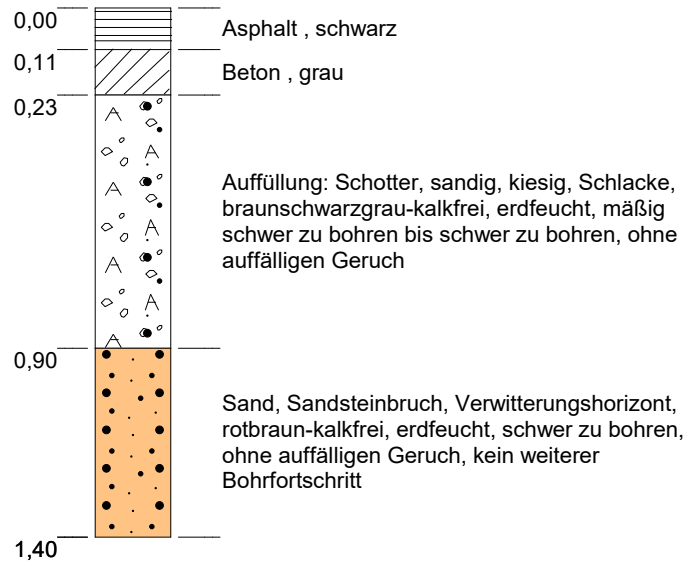 0,00
Asphalt , schwarz
0,11
Beton , grau
0,23
Auffüllung: Schotter, sandig, kiesig, Schlacke,
braunschwarzgrau-kalkfrei, erdfeucht, mäßig
schwer zu bohren bis schwer zu bohren, ohne
auffälligen Geruch
0,90
Sand, Sandsteinbruch, Verwitterungshorizont,
rotbraun-kalkfrei, erdfeucht, schwer zu bohren,
ohne auffälligen Geruch, kein weiterer
Bohrfortschritt
1,40